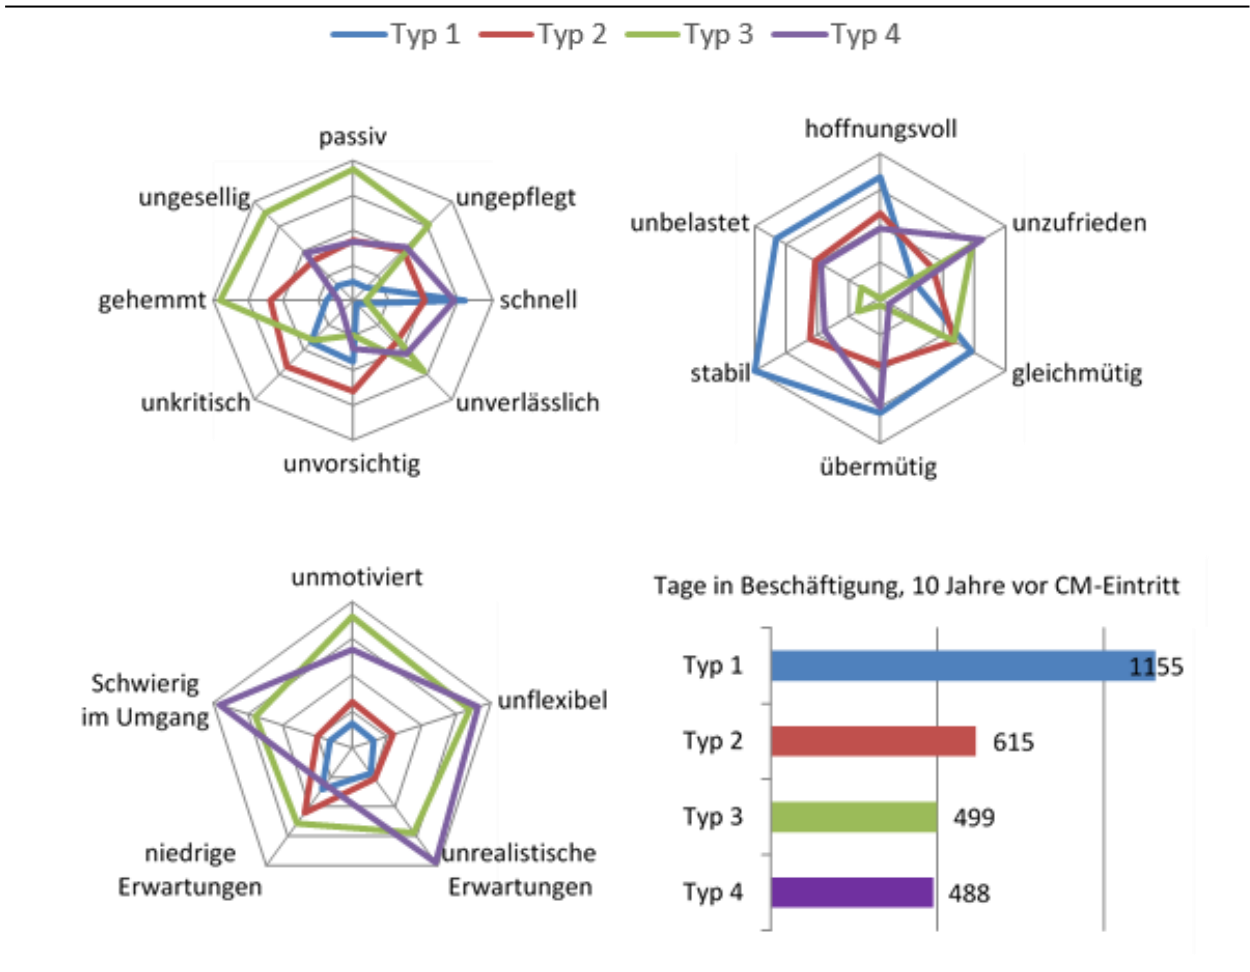 Typ 1 Typ 2 Typ 3 Typ 4
passiv
ungepflegt
schnell
unverlässlich
unvorsichtig
unkritisch
gehemmt
ungesellig
hoffnungsvoll
unzufrieden
gleichmütig
übermütig
stabil
unbelastet
unmotiviert
unflexibel
unrealistische
Erwartungen
niedrige
Erwartungen
Schwierig
im Umgang
Tage in Beschäftigung, 10 Jahre vor CM-Eintritt
Typ 1 1155
Typ 2 615
Typ 3 499
Typ 4 488